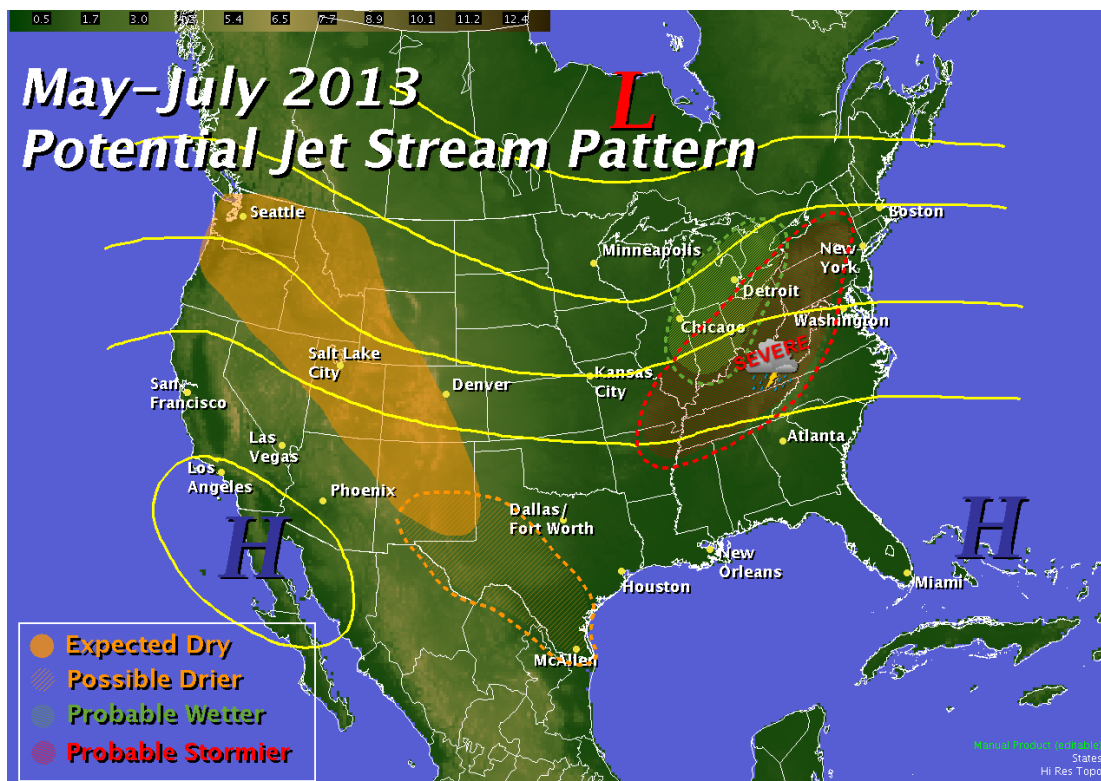 0.5 1.7 3.0 4.2 5.4 6.5 7.7 8.9 10.1 11.2 12.4
May-July 2013
Potential Jet Stream Pattern
L
Seattle
Boston
Minneapolis
New
York
Detroit
Chicago
Washington
SEVERE
Salt Lake
City
Denver
Kansas
City
San
Francisco
Las
Vegas
Atlanta
Los
Angeles
Phoenix
Dallas/
Fort Worth
H
H
New
Orleans
Houston
Miami
McAllen
Expected Dry
Possible Drier
Probable Wetter
Probable Stormier
Manual Product (editable)
States
Hi Res Topo